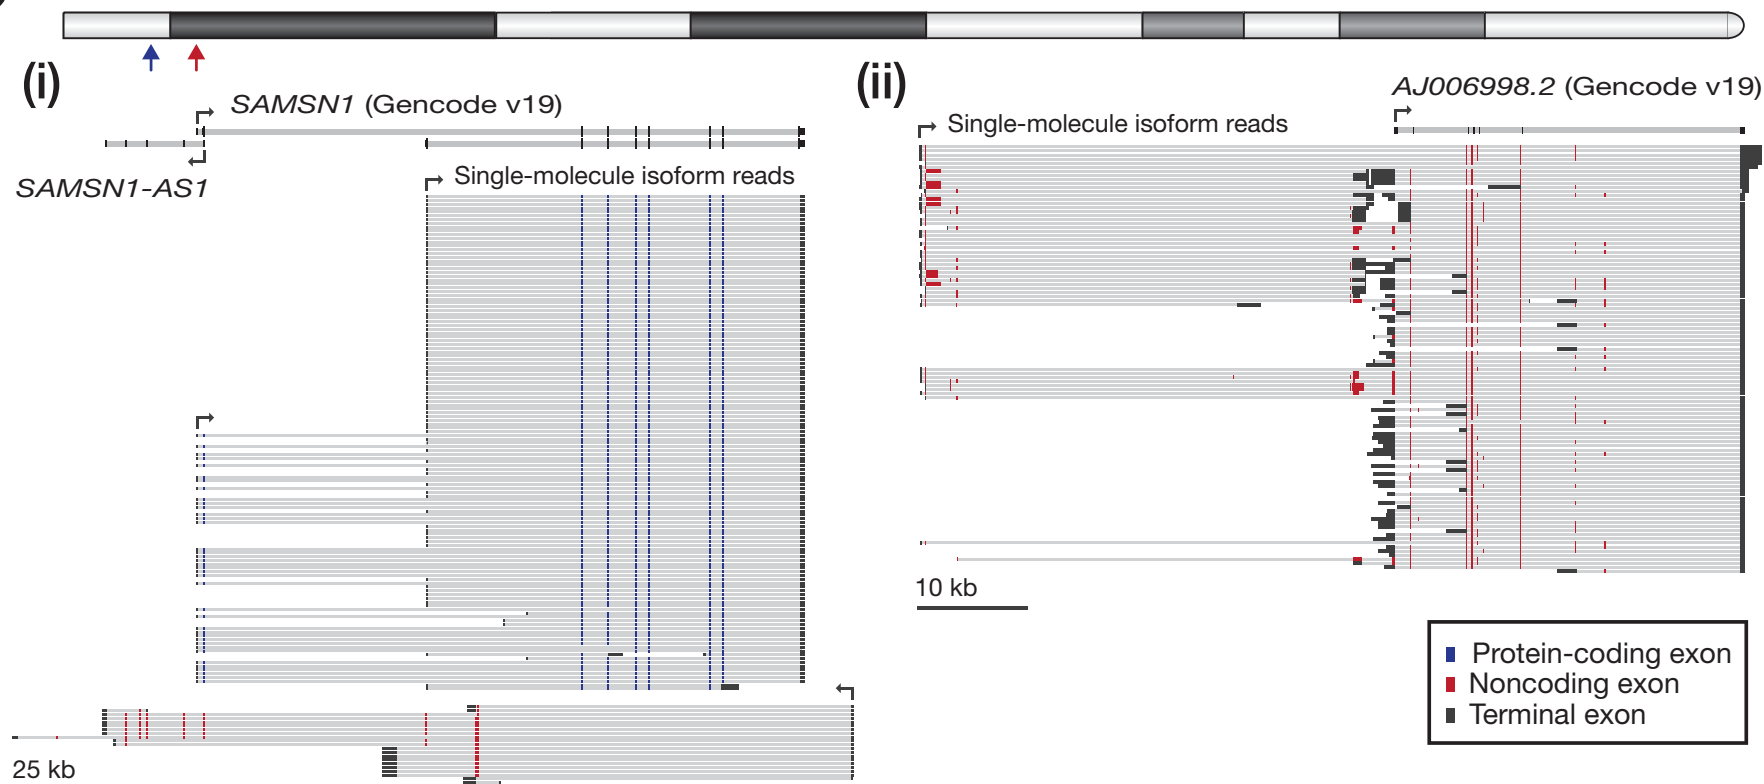 (i)
SAMSN1 (Gencode v19)
SAMSN1-AS1
Single-molecule isoform reads
25 kb
(ii)
AJ006998.2 (Gencode v19)
Single-molecule isoform reads
10 kb
Protein-coding exon
Noncoding exon
Terminal exon